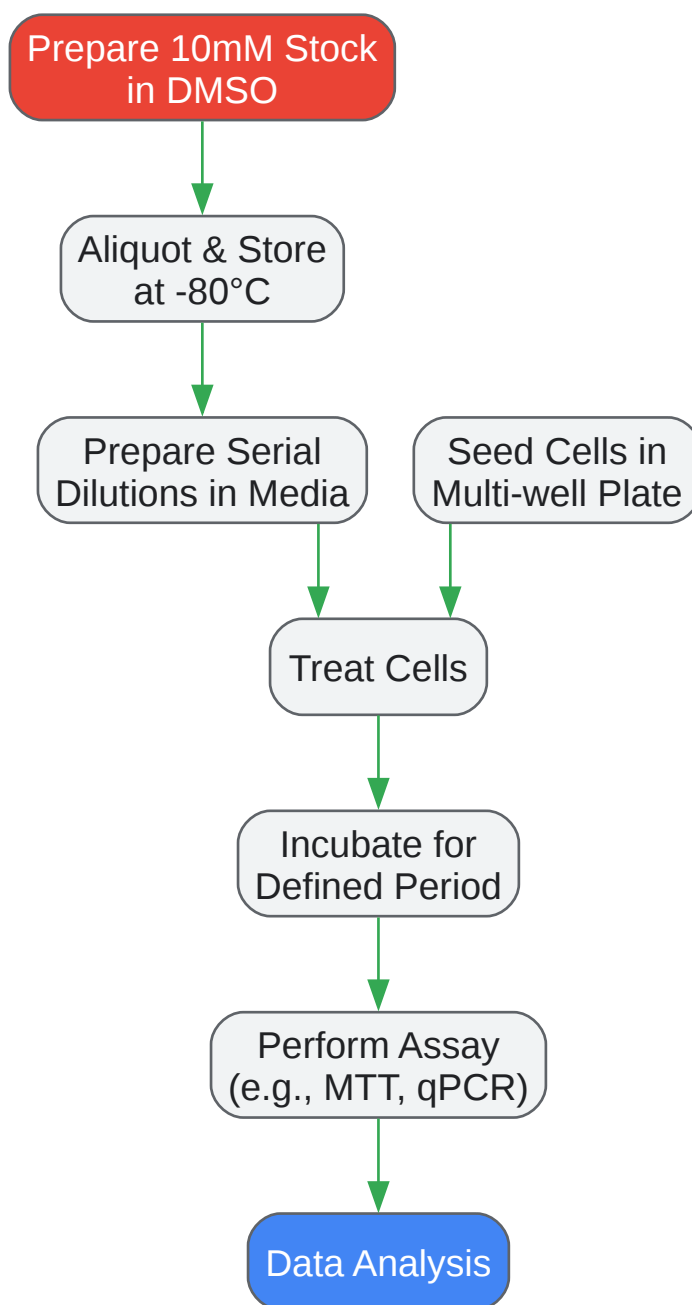 Prepare 10mM Stock
in DMSO
Aliquot & Store
at -80°C
Prepare Serial
Dilutions in Media
Seed Cells in
Multi-well Plate
Treat Cells
Incubate for
Defined Period
Perform Assay
(e.g., MTT, qPCR)
Data Analysis